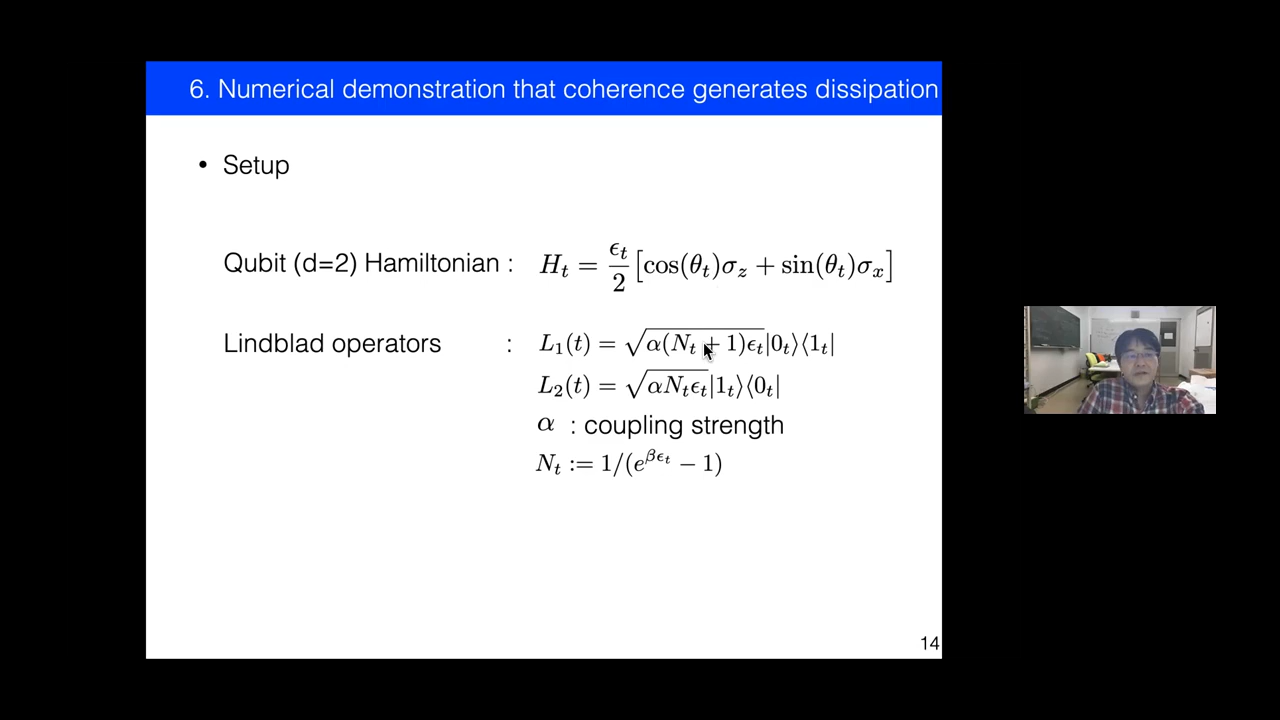 6. Numerical demonstration that coherence generates dissipation
• Setup
Qubit (d=2) Hamiltonian : H_t = ϵ_t/2 [cos(θ_t)σ_z + sin(θ_t)σ_x]
Lindblad operators : L_1(t) = √(α(N_t + 1)ϵ_t)|0_t⟩⟨1_t|
L_2(t) = √(αN_tϵ_t)|1_t⟩⟨0_t|
α : coupling strength
N_t := 1/(e^{βϵ_t} − 1)
14